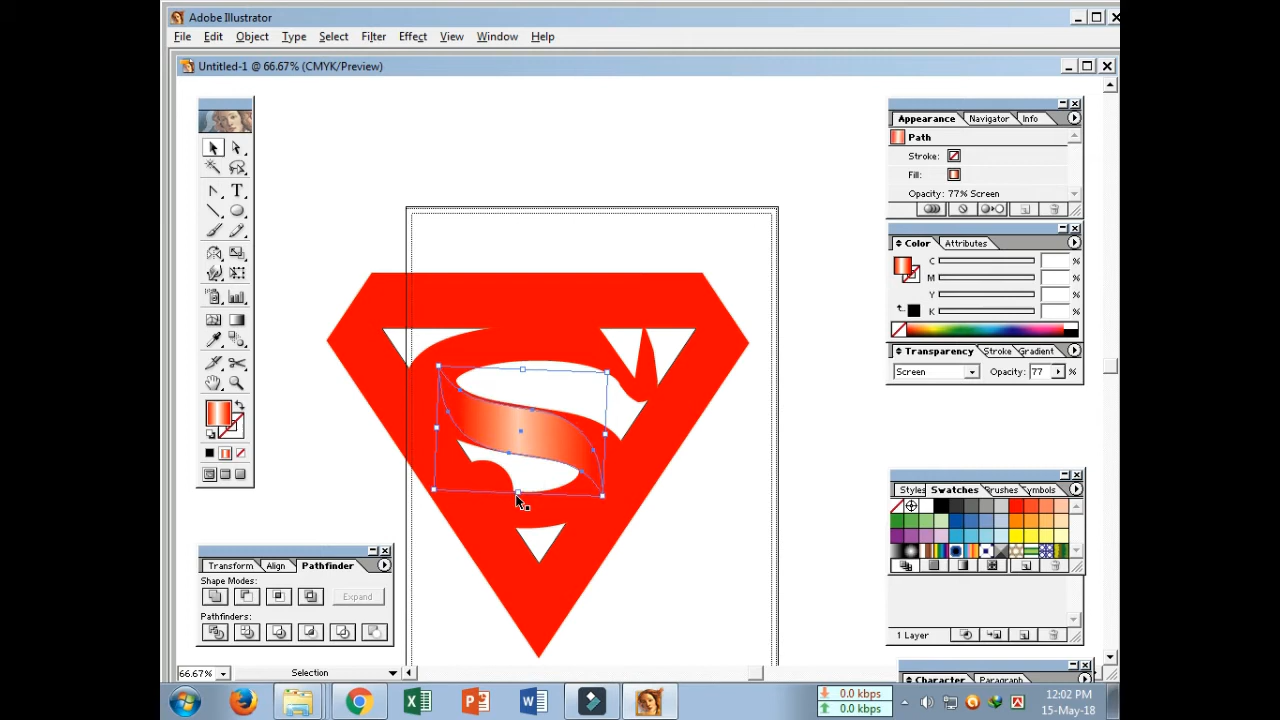 Adobe Illustrator
File Edit Object Type Select Filter Effect View Window Help
Untitled-1 @ 66.67% (CMYK/Preview)
Appearance Navigator Info
Path
Stroke:
Fill:
Opacity: 77% Screen
Color Attributes
C %
M %
Y %
K %
Transparency Stroke Gradient
Screen Opacity: 77 %
Styles Swatches Brushes Symbols
1 Layer
Character Paragraph
Transform Align Pathfinder
Shape Modes:
Expand
Pathfinders:
66.67% Selection
0.0 kbps
0.0 kbps
12:02 PM
15-May-18